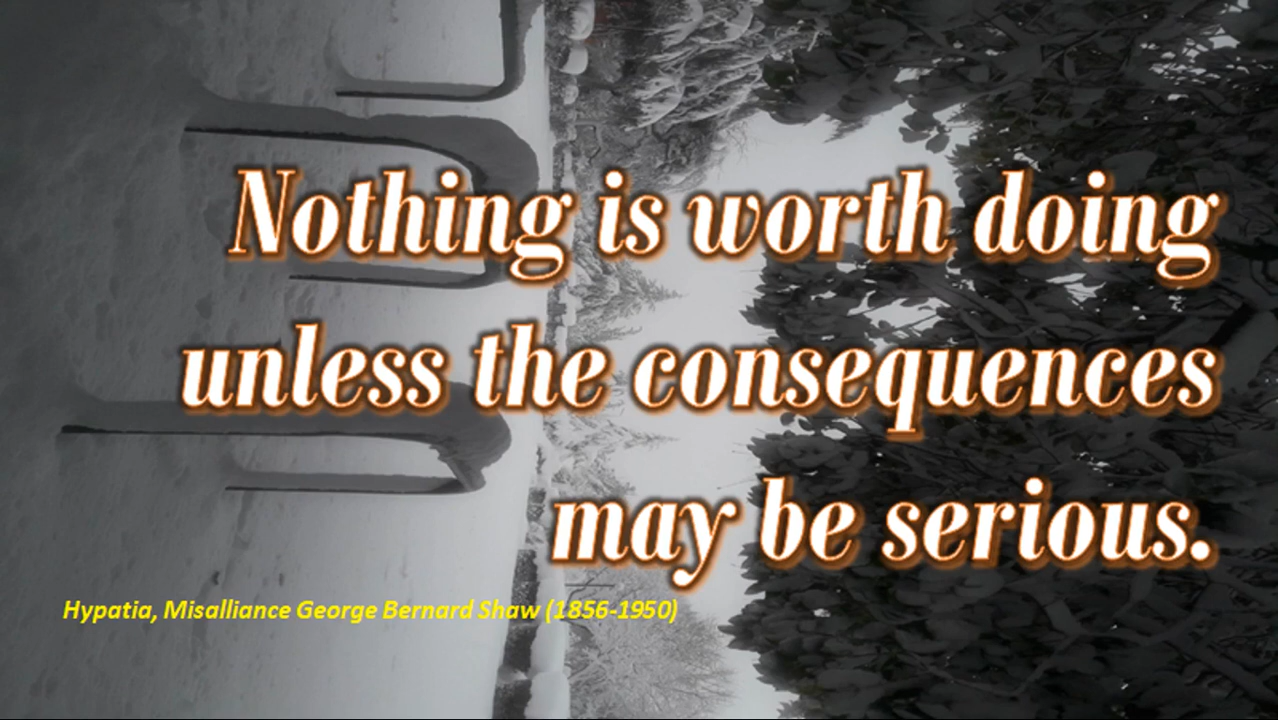 Nothing is worth doing
unless the consequences
may be serious.
Hypatia, Misalliance George Bernard Shaw (1856-1950)